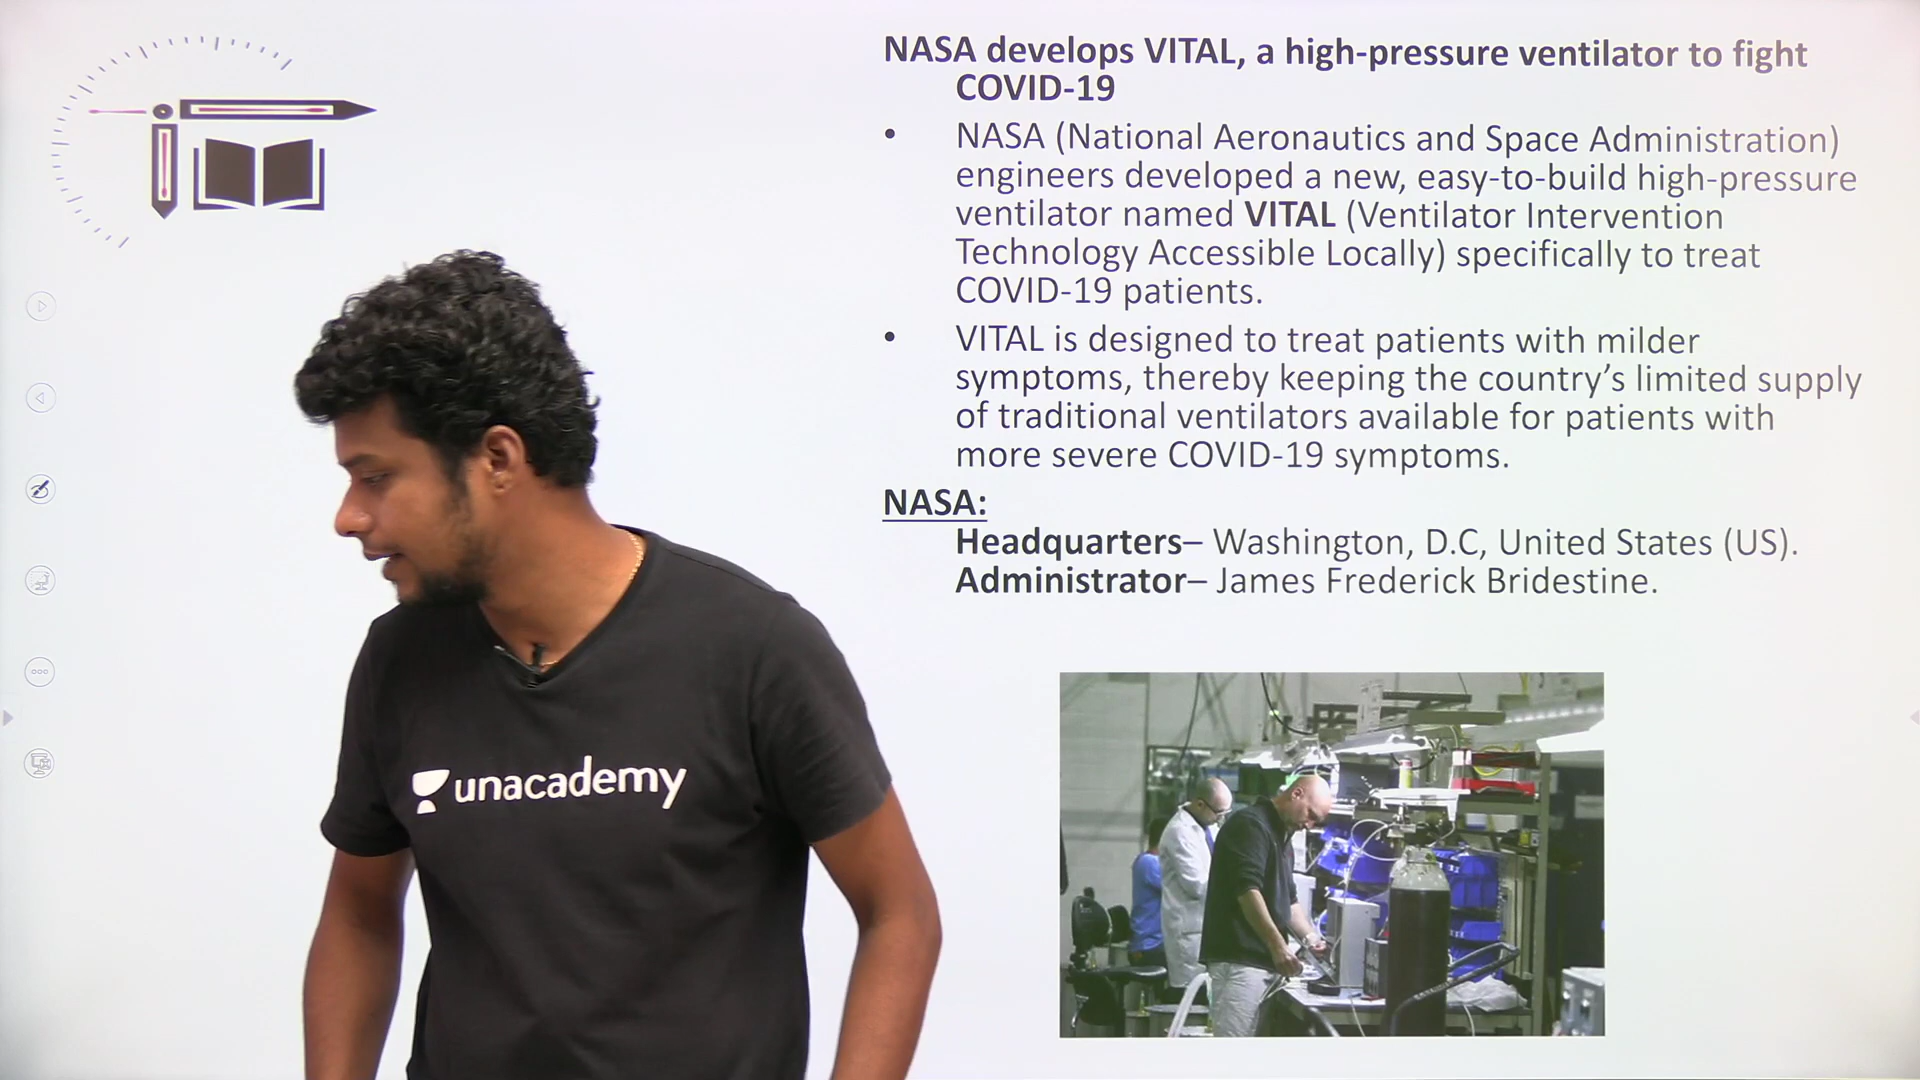 NASA develops VITAL, a high-pressure ventilator to fight
COVID-19
• NASA (National Aeronautics and Space Administration)
engineers developed a new, easy-to-build high-pressure
ventilator named VITAL (Ventilator Intervention
Technology Accessible Locally) specifically to treat
COVID-19 patients.
• VITAL is designed to treat patients with milder
symptoms, thereby keeping the country’s limited supply
of traditional ventilators available for patients with
more severe COVID-19 symptoms.
NASA:
Headquarters– Washington, D.C, United States (US).
Administrator– James Frederick Bridestine.
unacademy